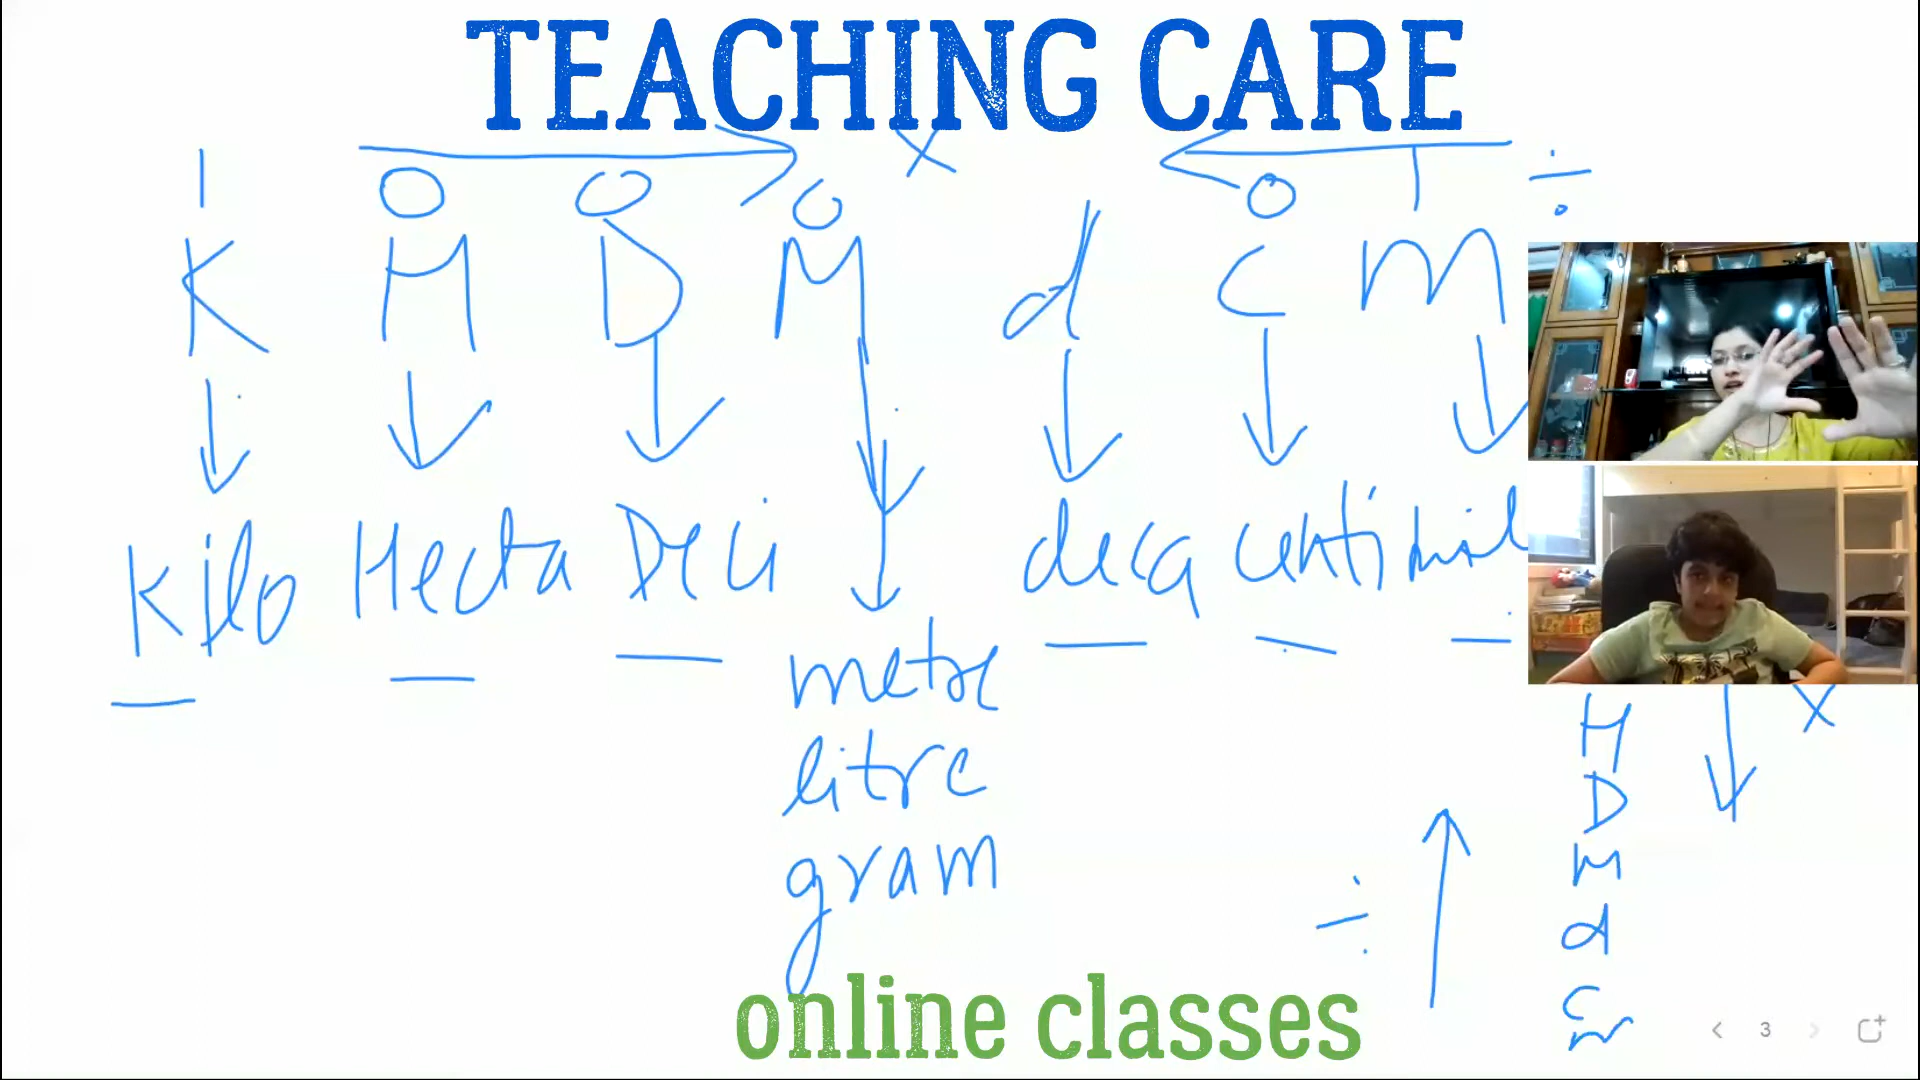 TEACHING CARE
1 0 0 0 × 0 1 ÷
K H D M d C m
Kilo Hecta Deci deca centi mil
metre
litre
gram
H ×
D
M
d
÷
C
m
online classes
3